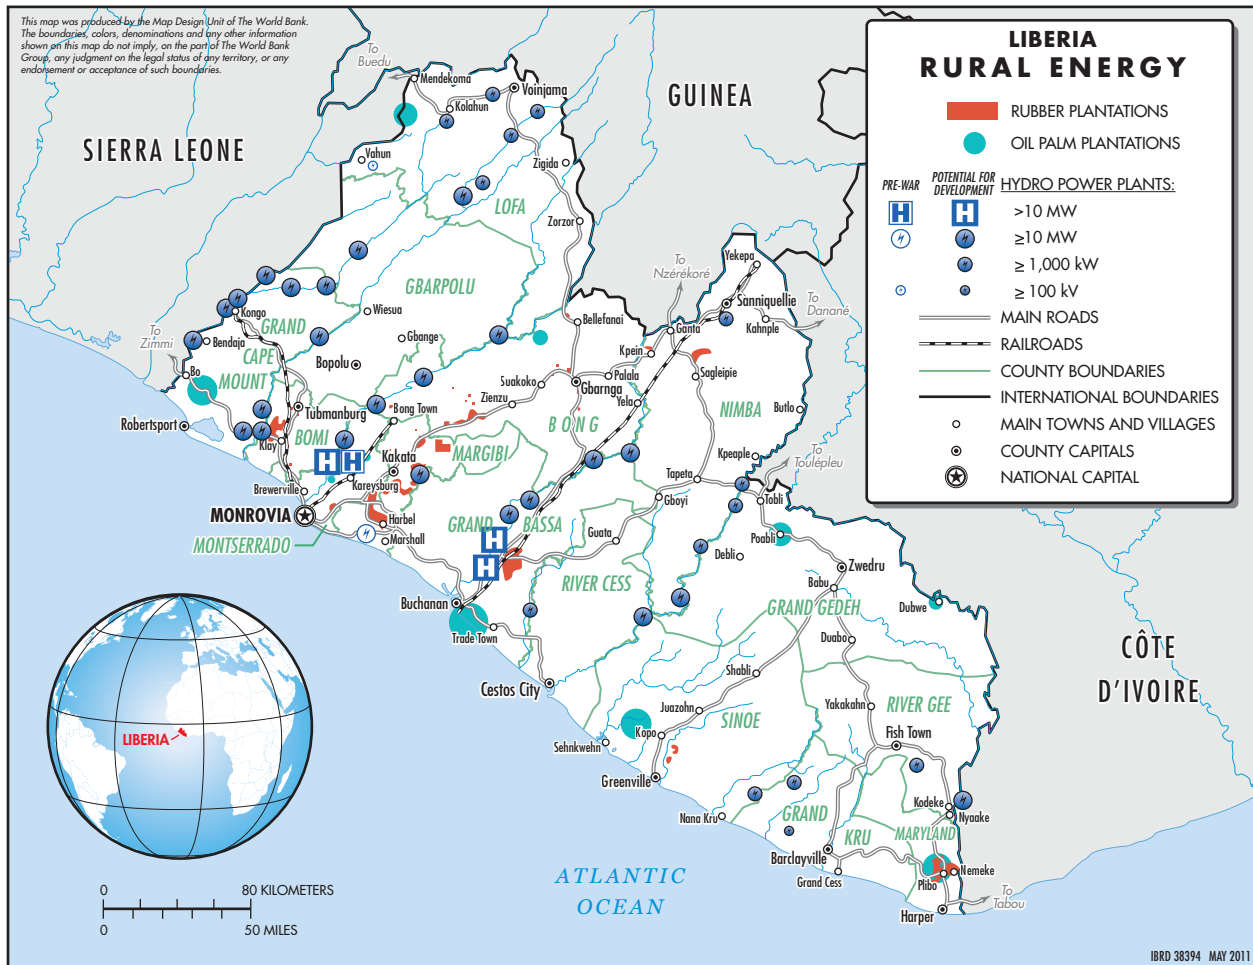 This map was produced by the Map Design Unit of The World Bank.
The boundaries, colors, denominations and any other information
shown on this map do not imply, on the part of The World Bank
Group, any judgment on the legal status of any territory, or any
endorsement or acceptance of such boundaries.
LIBERIA
RURAL ENERGY
RUBBER PLANTATIONS
OIL PALM PLANTATIONS
PRE-WAR
POTENTIAL FOR
DEVELOPMENT
HYDRO POWER PLANTS:
H
H
>10 MW
≥10 MW
≥ 1,000 kW
≥ 100 kV
MAIN ROADS
RAILROADS
COUNTY BOUNDARIES
INTERNATIONAL BOUNDARIES
MAIN TOWNS AND VILLAGES
COUNTY CAPITALS
NATIONAL CAPITAL
To
Buedu
Mendekoma
Voinjama
Kolahun
GUINEA
SIERRA LEONE
Vahun
Zigida
LOFA
Zorzor
To
Nzérékoré
Yekepa
GBARPOLU
Sanniquellie
To
Danané
Kongo
Wiesua
GRAND
CAPE
MOUNT
Bellefanai
Ganta
Kahnple
To
Zimmi
Bendaja
Gbange
Kpein
Bopolu
Bo
Suakoko
Palala
Sagleipie
Gbarnga
Zienzu
Yela
NIMBA
Butlo
Robertsport
Tubmanburg
Bong Town
BONG
BOMI
Klay
MARGIBI
Kpeaple
H
H
Kakata
To
Toulépleu
Brewerville
Kareysburg
Tapeta
Tobli
Gboyi
MONROVIA
Harbel
GRAND
BASSA
MONTSERRADO
Marshall
Guata
Poabli
H
H
Debli
Zwedru
RIVER CESS
Babu
Buchanan
GRAND GEDEH
Dubwe
Trade Town
Duabo
CÔTE
D'IVOIRE
Shabli
Cestos City
RIVER GEE
Juazohn
SINOE
Yakakahn
Kopo
Fish Town
Sehnkwehn
LIBERIA
Greenville
Nana Kru
GRAND
KRU
Kodeke
Nyaake
MARYLAND
Barclayville
Grand Cess
Nemeke
Plibo
To
Tabou
Harper
ATLANTIC
OCEAN
0
80 KILOMETERS
0
50 MILES
IBRD 38394 MAY 2011